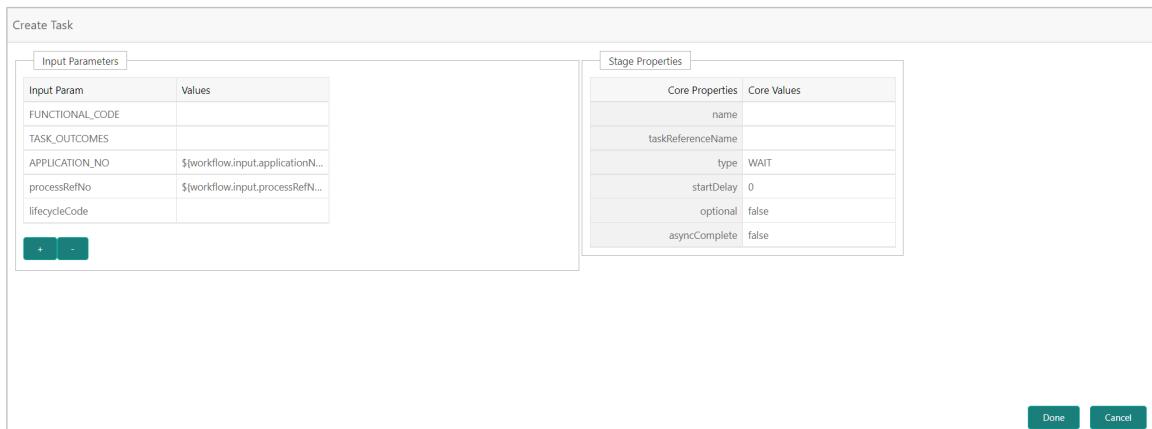 Create Task
Input Parameters
Input Param Values
FUNCTIONAL_CODE
TASK_OUTCOMES
APPLICATION_NO ${workflow.input.applicationN...
processRefNo ${workflow.input.processRefN...
lifecycleCode
+ -
Stage Properties
Core Properties Core Values
name
taskReferenceName
type WAIT
startDelay 0
optional false
asyncComplete false
Done Cancel